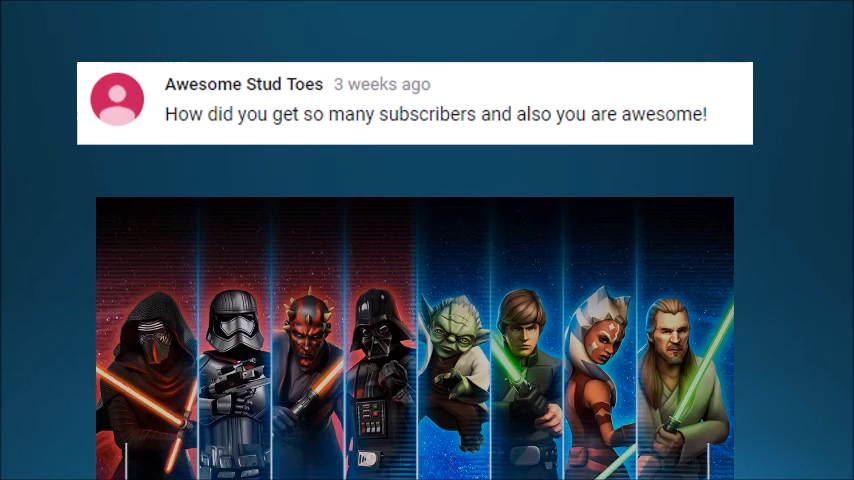 Awesome Stud Toes 3 weeks ago
How did you get so many subscribers and also you are awesome!